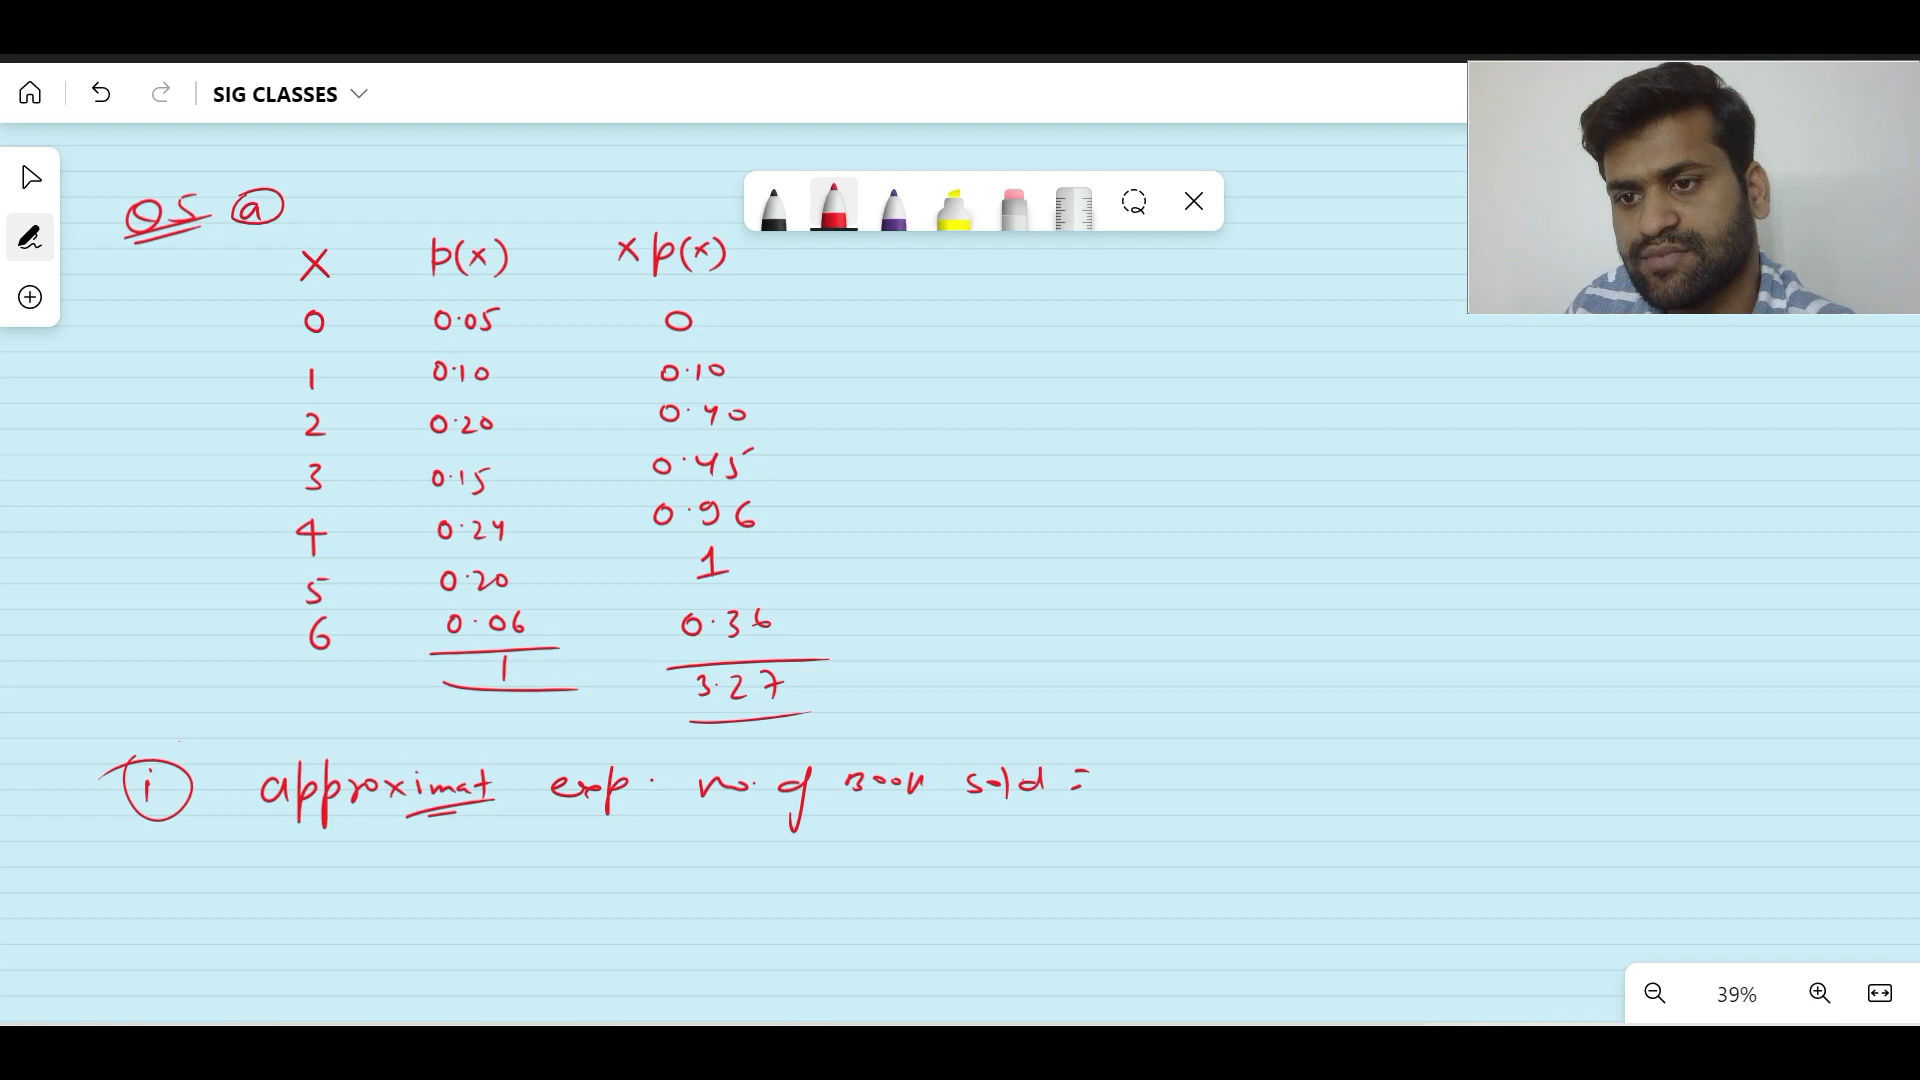 SIG CLASSES
Q5 a
X p(x) x p(x)
0 0.05 0
1 0.10 0.10
2 0.20 0.40
3 0.15 0.45
4 0.24 0.96
5 0.20 1
6 0.06 0.36
1 3.27
i approximat exp. no. of Book sold =
39%